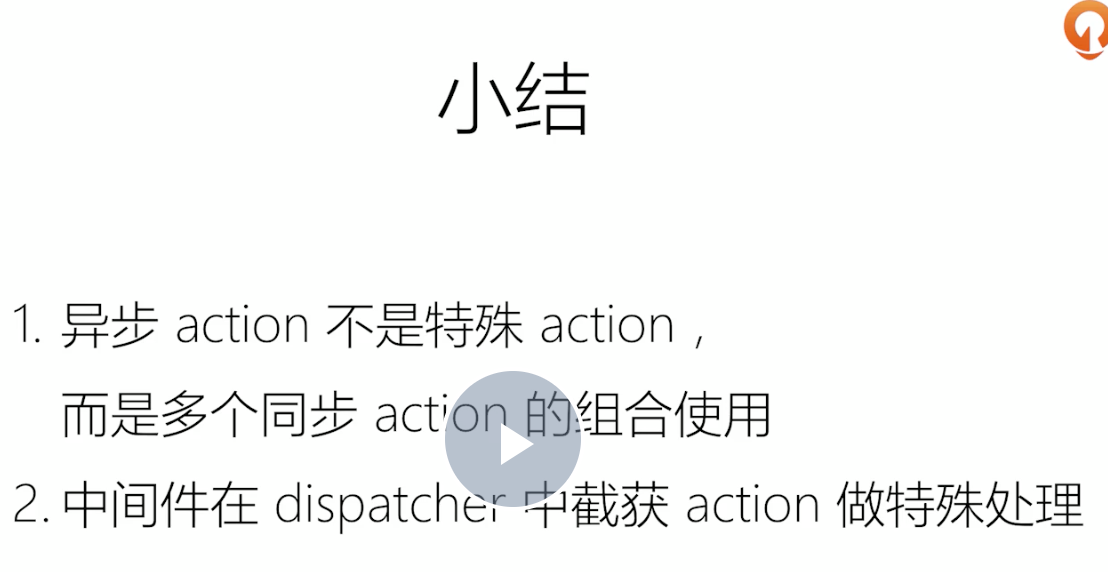 小结
1. 异步 action 不是特殊 action，
而是多个同步 action 的组合使用
2. 中间件在 dispatcher 中截获 action 做特殊处理